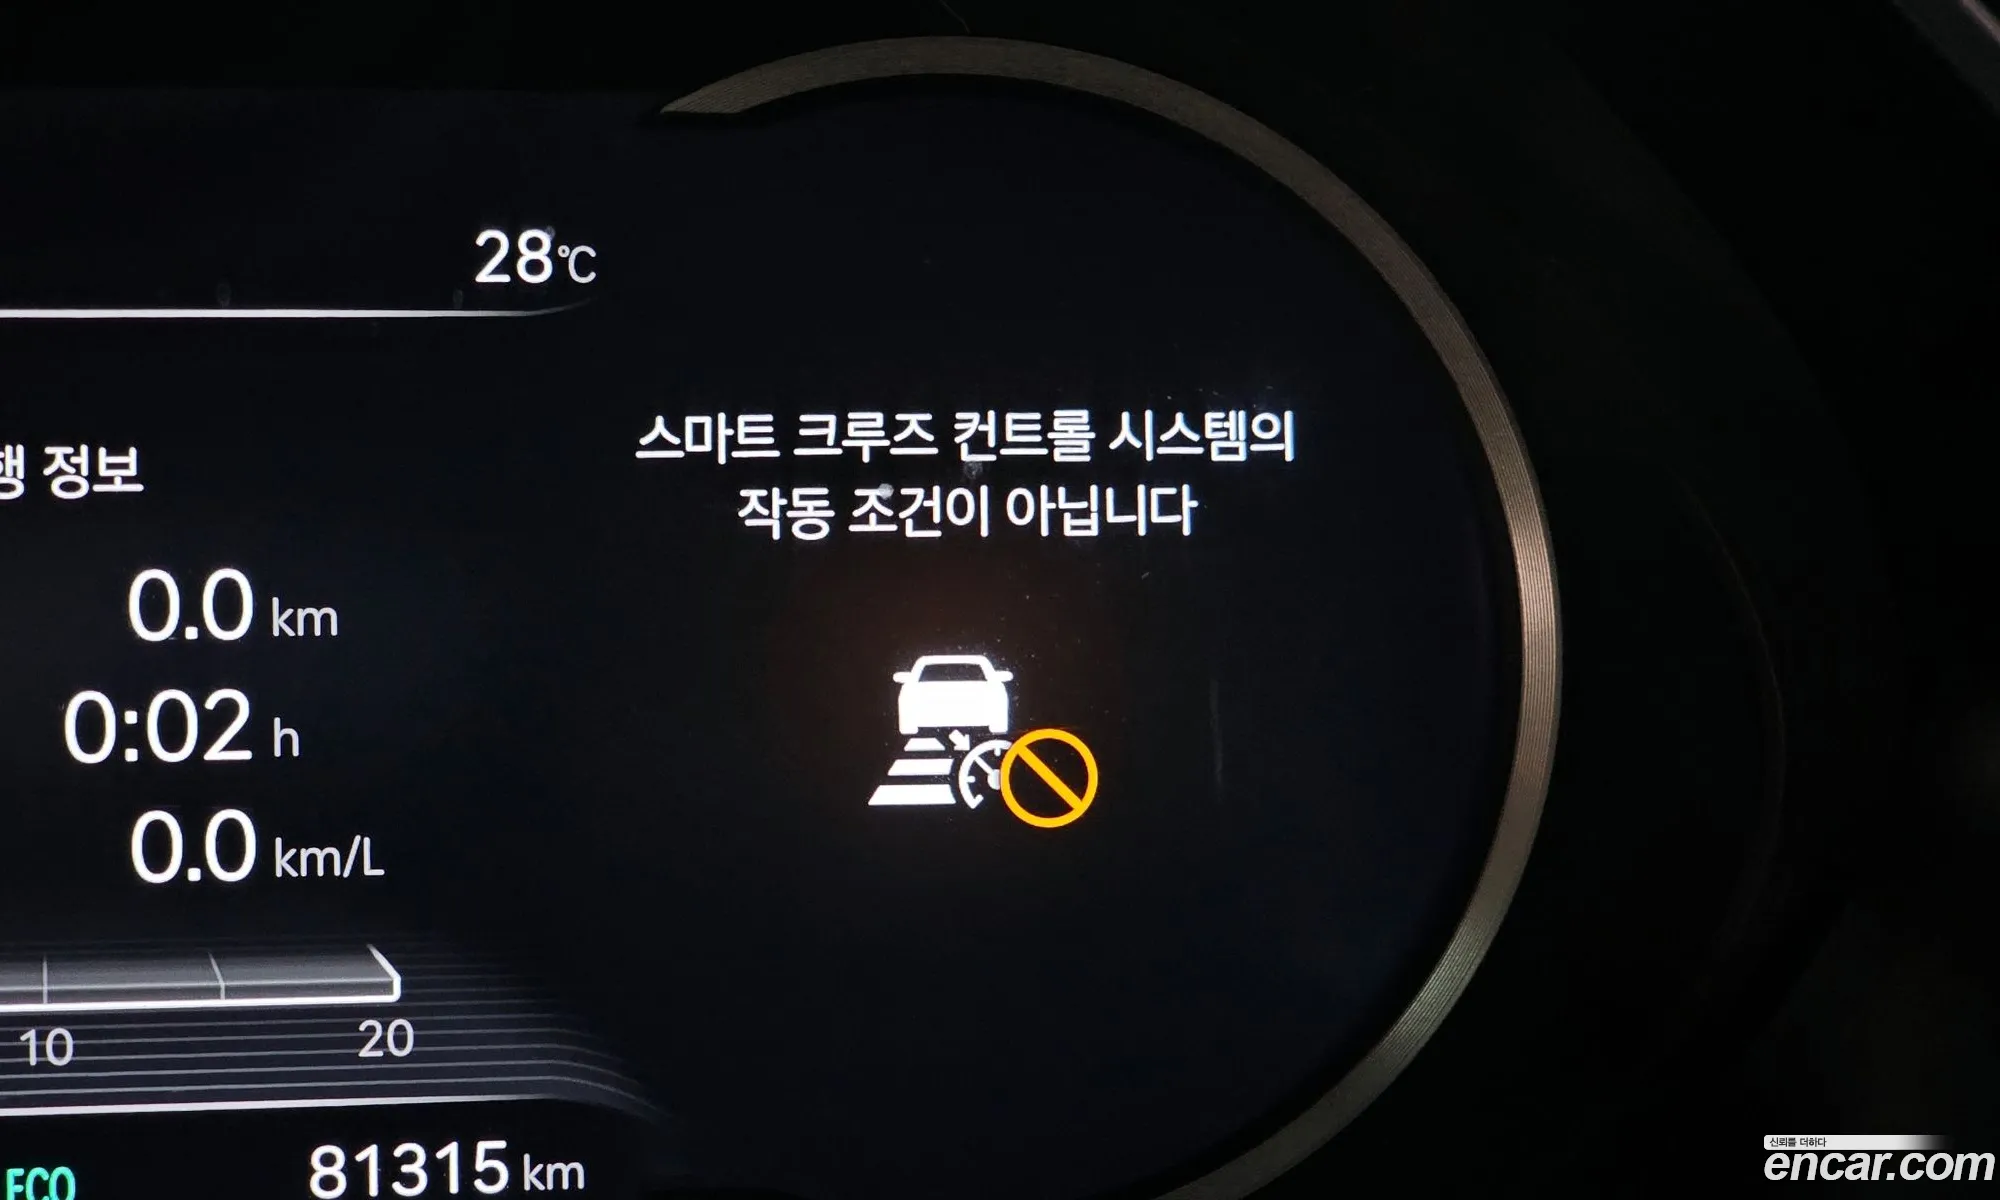 28℃
스마트 크루즈 컨트롤 시스템의
작동 조건이 아닙니다
정보
0.0 km
0:02 h
0.0 km/L
10 20
ECO 81315 km
신뢰를 더하다
encar.com